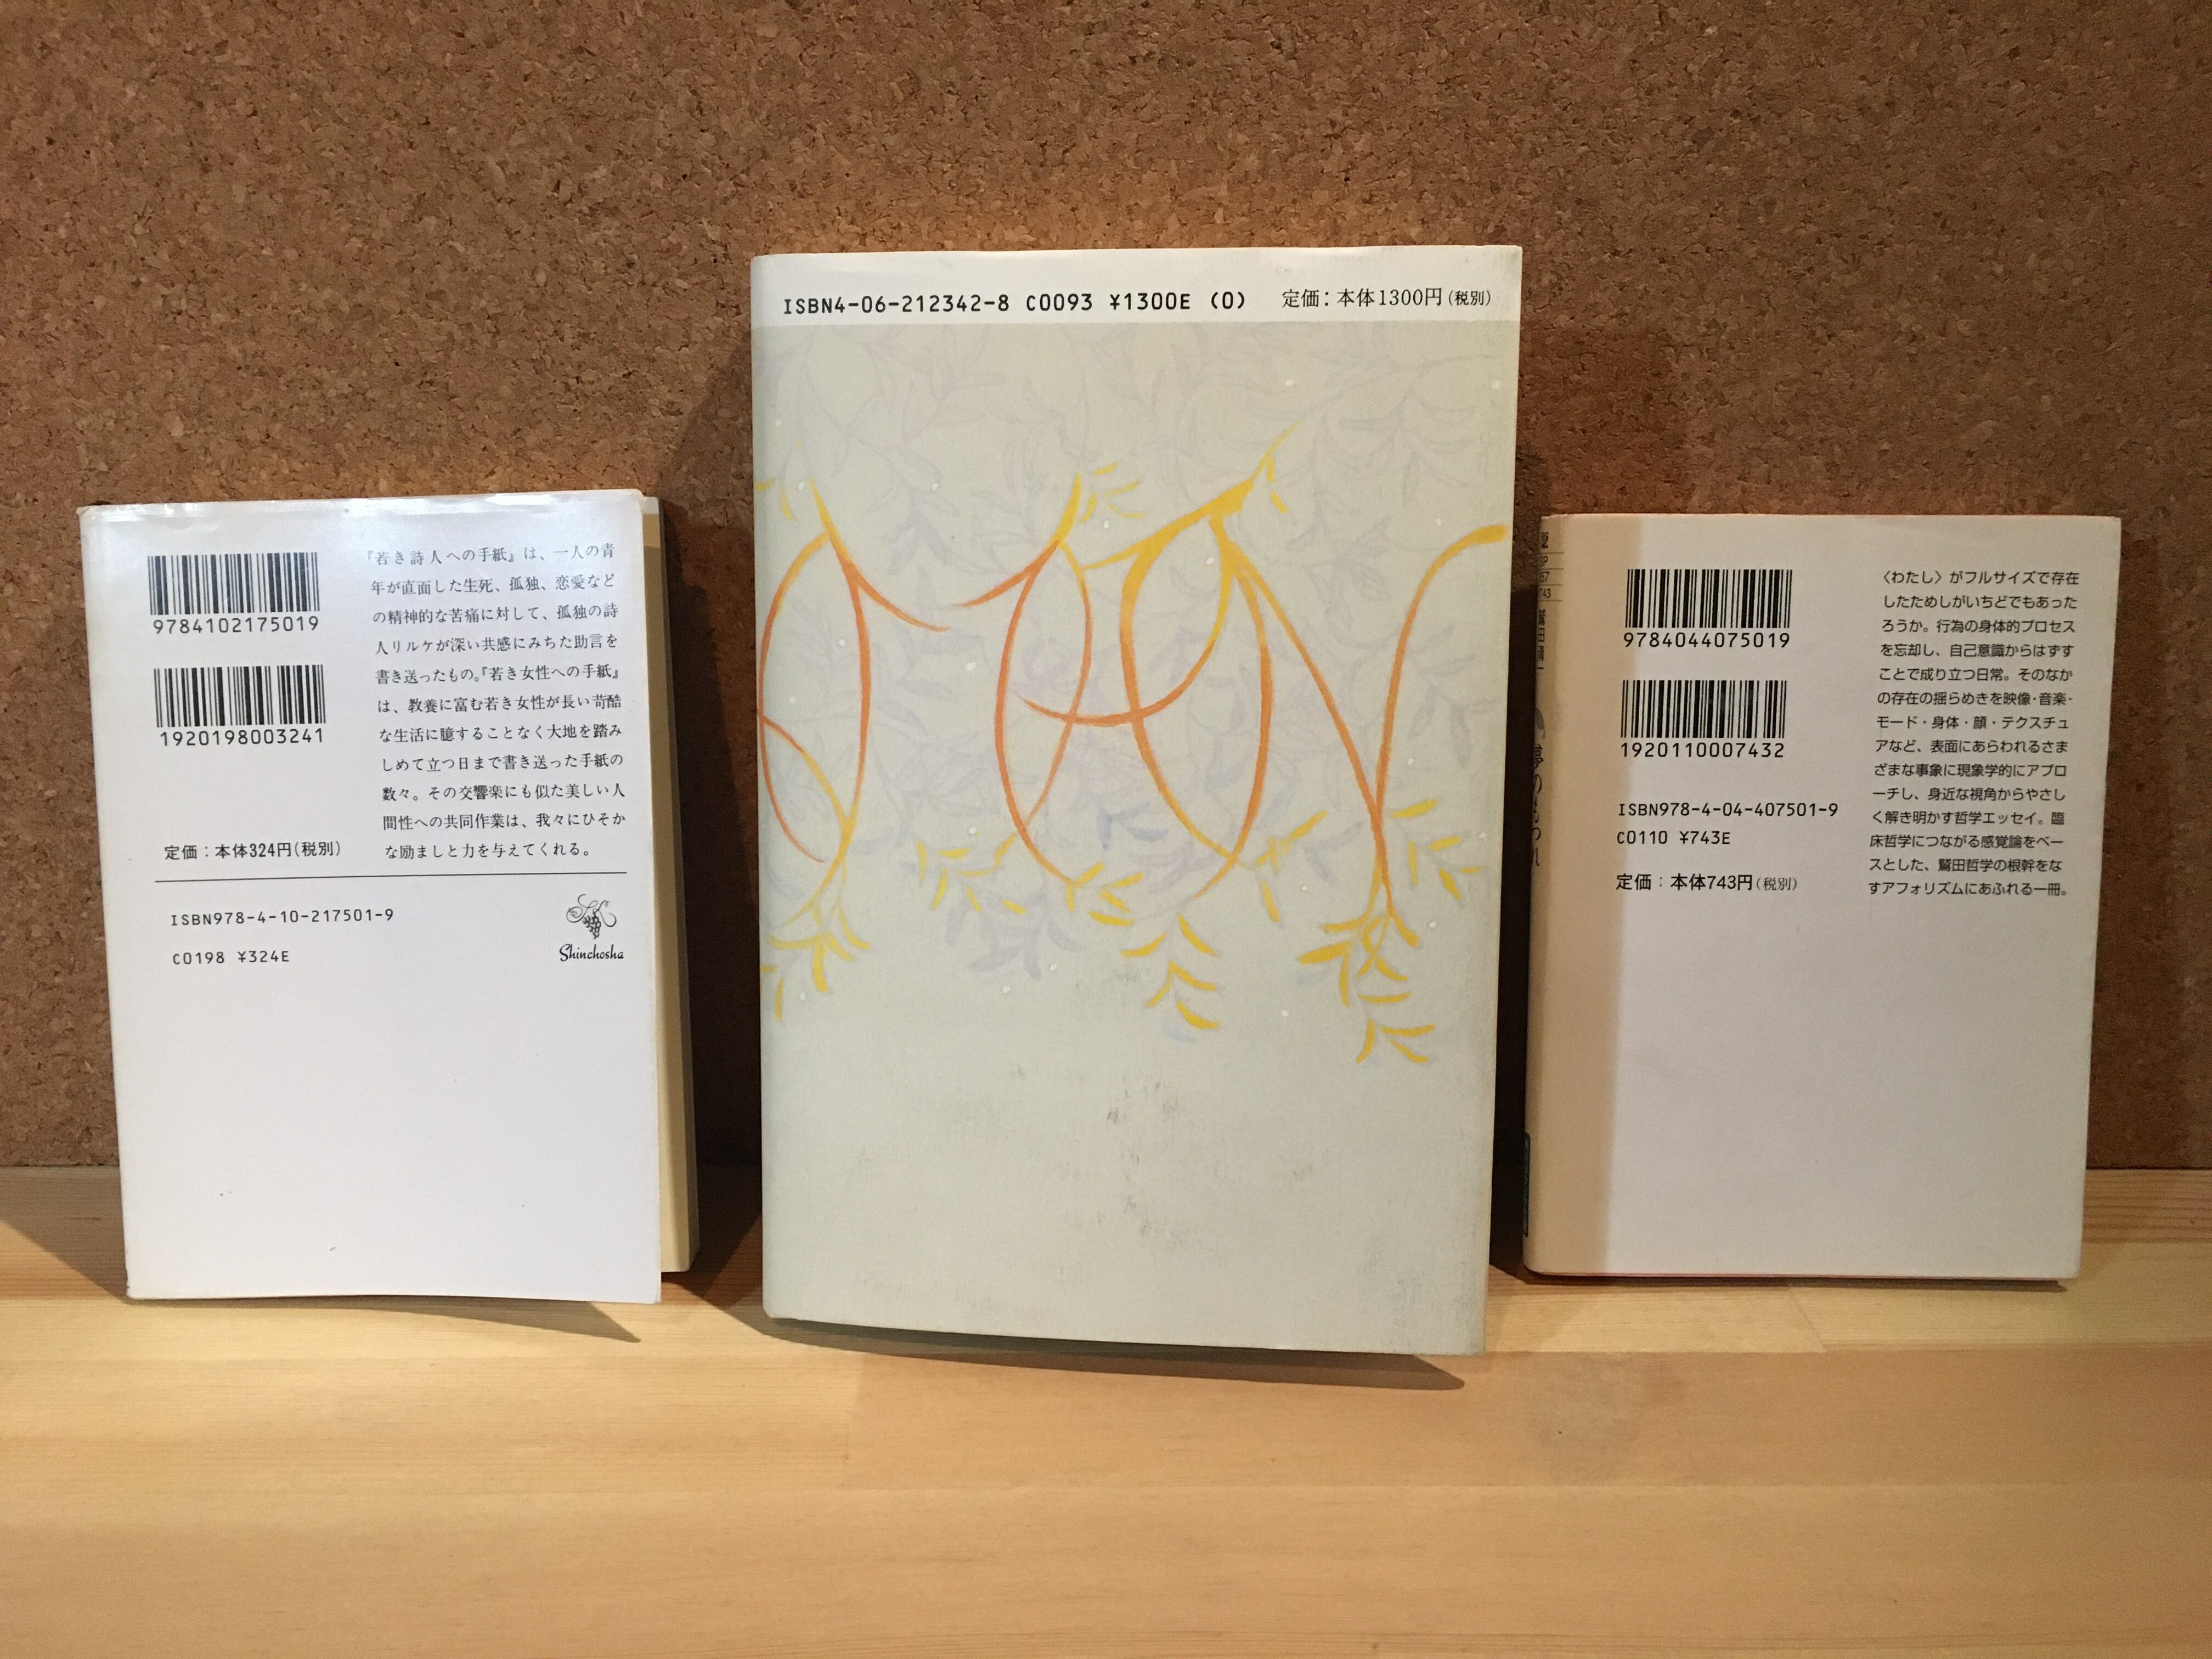 9784102175019
1920198003241
『若き詩人への手紙』は、一人の青
年が直面した生死、孤独、恋愛など
の精神的な苦痛に対して、孤独の詩
人リルケが深い共感にみちた助言を
書き送ったもの。『若き女性への手紙』
は、教養に富む若き女性が長い苛酷
な生活に臆することなく大地を踏み
しめて立つ日まで書き送った手紙の
数々。その交響楽にも似た美しい人
間性への共同作業は、我々にひそか
な励ましと力を与えてくれる。
定価：本体324円（税別）
ISBN978-4-10-217501-9
C0198 ¥324E
Shinchosha
ISBN4-06-212342-8 C0093 ¥1300E (0)
定価：本体1300円（税別）
夢のもつれ
9784044075019
1920110007432
ISBN978-4-04-407501-9
C0110 ¥743E
定価：本体743円（税別）
〈わたし〉がフルサイズで存在
したためしがいちどでもあった
ろうか。行為の身体的プロセス
を忘却し、自己意識からはずす
ことで成り立つ日常。そのなか
の存在の揺らめきを映像・音楽・
モード・身体・顔・テクスチュ
アなど、表面にあらわれるさま
ざまな事象に現象学的にアプロ
ーチし、身近な視角からやさし
く解き明かす哲学エッセイ。臨
床哲学につながる感覚論をベー
スとした、鷲田哲学の根幹をな
すアフォリズムにあふれる一冊。